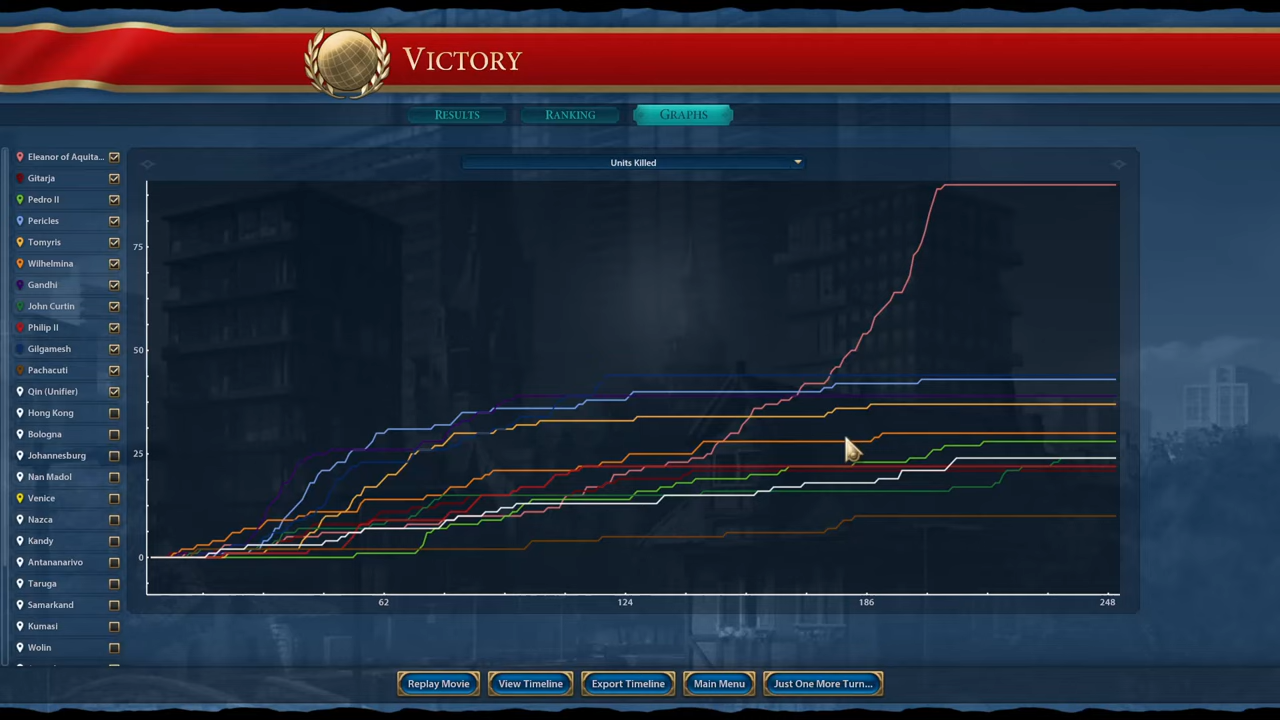 VICTORY
RESULTS
RANKING
GRAPHS
Units Killed
Eleanor of Aquita...
Gitarja
Pedro II
Pericles
Tomyris
Wilhelmina
Gandhi
John Curtin
Philip II
Gilgamesh
Pachacuti
Qin (Unifier)
Hong Kong
Bologna
Johannesburg
Nan Madol
Venice
Nazca
Kandy
Antananarivo
Taruga
Samarkand
Kumasi
Wolin
75
50
25
0
62
124
186
248
Replay Movie
View Timeline
Export Timeline
Main Menu
Just One More Turn...